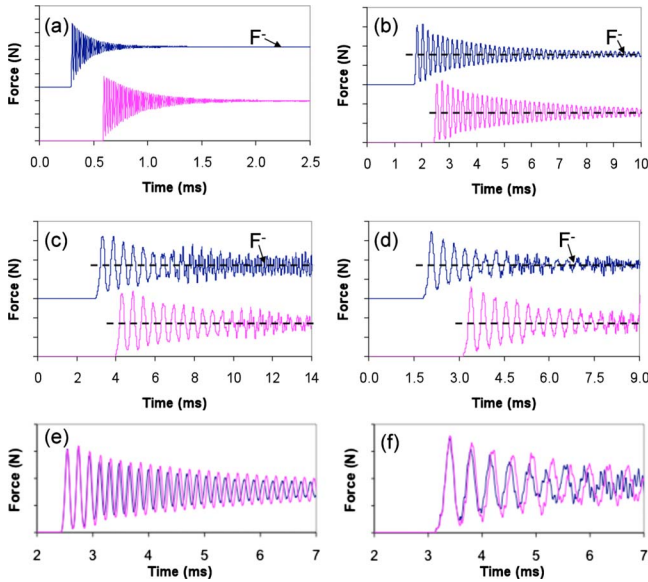 (a)
F-
Force (N)
0.0 0.5 1.0 1.5 2.0 2.5
Time (ms)
(b)
F-
Force (N)
0 1 2 3 4 5 6 7 8 9 10
Time (ms)
(c)
F-
Force (N)
0 2 4 6 8 10 12 14
Time (ms)
(d)
F-
Force (N)
0.0 1.5 3.0 4.5 6.0 7.5 9.0
Time (ms)
(e)
Force (N)
2 3 4 5 6 7
Time (ms)
(f)
Force (N)
2 3 4 5 6 7
Time (ms)